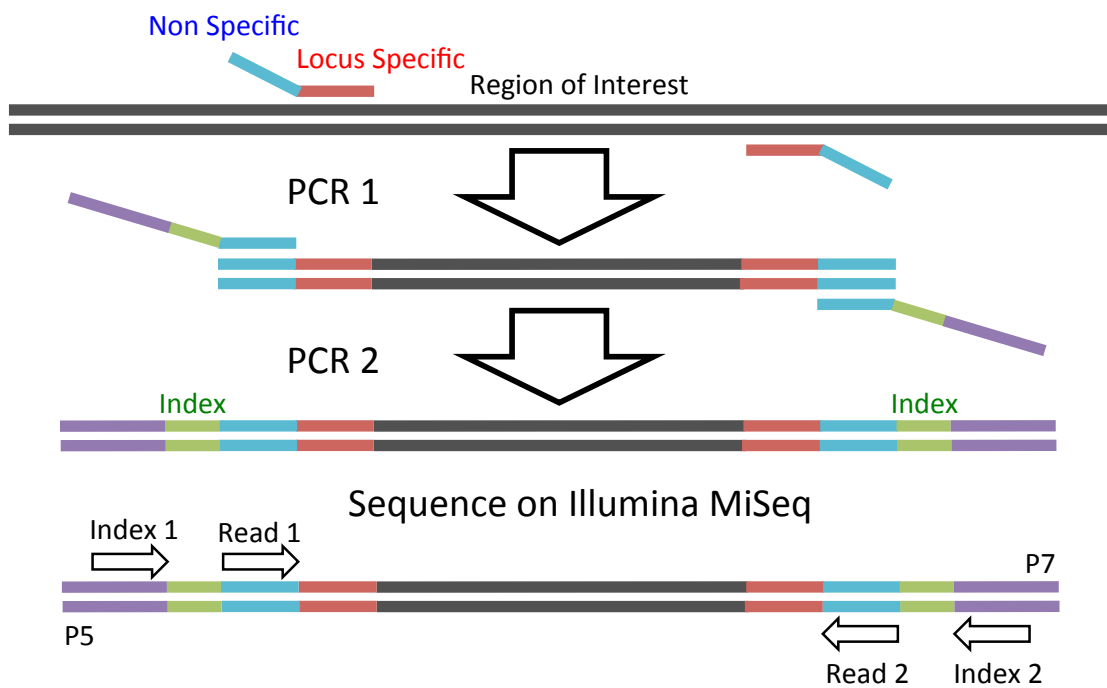 Non Specific
Locus Specific
Region of Interest
PCR 1
PCR 2
Index
Index
Sequence on Illumina MiSeq
Index 1
Read 1
P7
P5
Read 2
Index 2